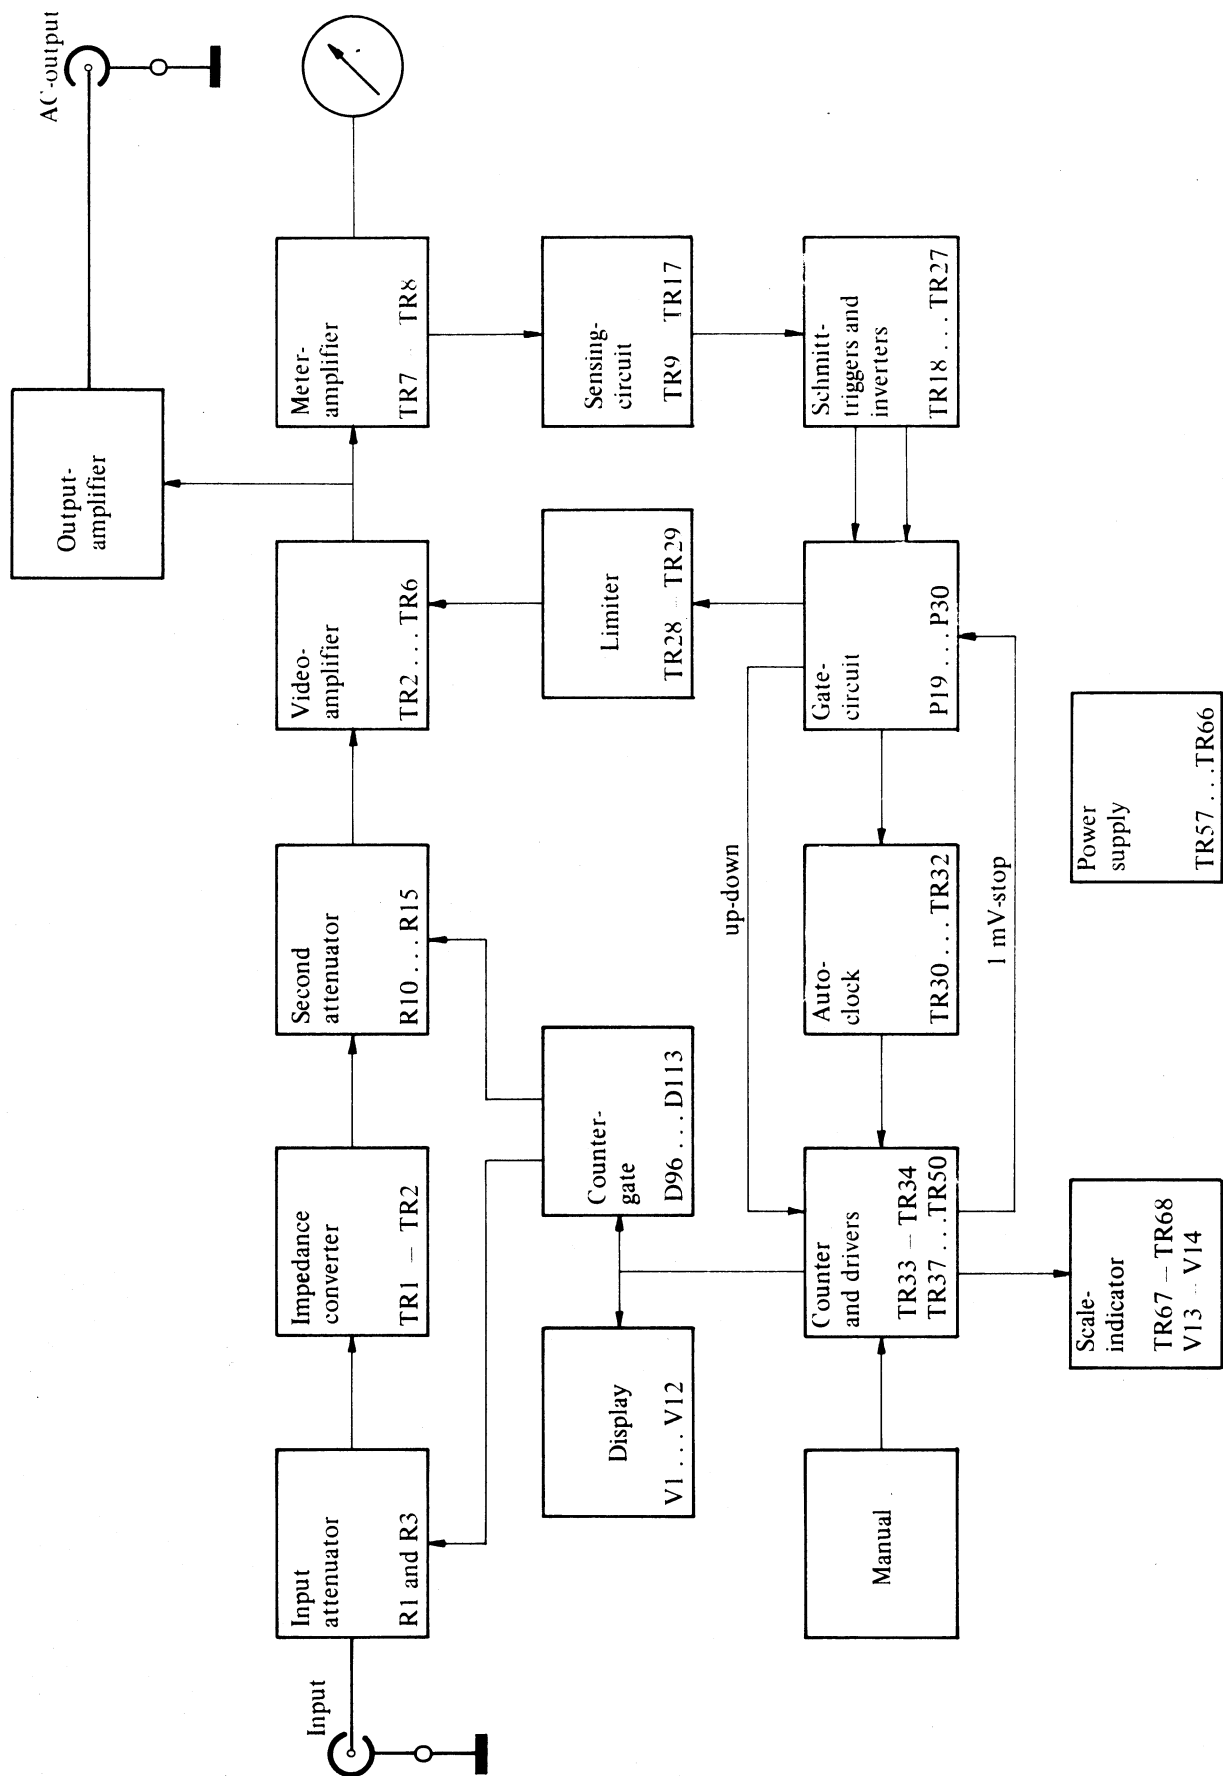 AC-output
Output-
amplifier
Input
Input
attenuator
R1 and R3
Impedance
converter
TR1 – TR2
Second
attenuator
R10 . . . R15
Video-
amplifier
TR2 . . . TR6
Meter-
amplifier
TR7 – TR8
Display
V1 . . . V12
Counter-
gate
D96 . . . D113
Limiter
TR28 – TR29
Sensing-
circuit
TR9 TR17
up-down
Manual
Counter
and drivers
TR33 – TR34
TR37 . . . TR50
Auto-
clock
TR30 . . . TR32
Gate-
circuit
P19 . . . P30
Schmitt-
triggers and
inverters
TR18 . . . TR27
1 mV-stop
Scale-
indicator
TR67 – TR68
V13 – V14
Power
supply
TR57 . . . TR66